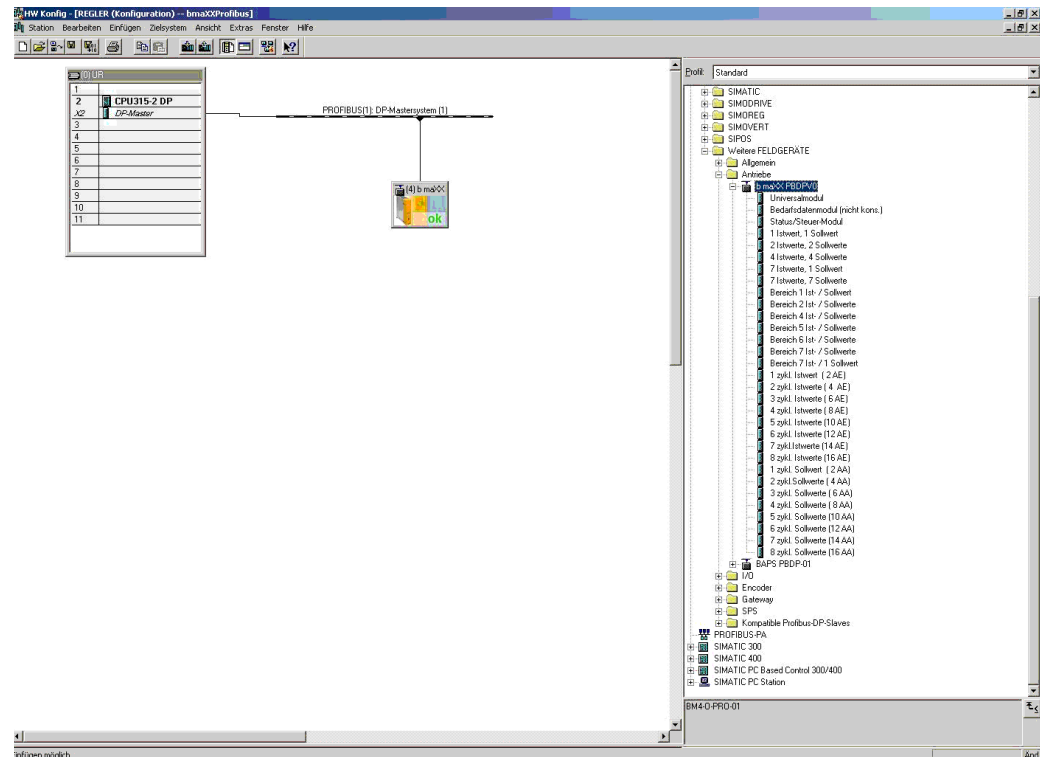 HW Konfig - [REGLER (Konfiguration) -- bmaXXProfibus]
Station Bearbeiten Einfügen Zielsystem Ansicht Extras Fenster Hilfe
(0) UR
1
2 CPU315-2 DP
X2 DP-Master
3
4
5
6
7
8
9
10
11
PROFIBUS(1): DP-Mastersystem (1)
(4) b maXX
ok
Profil: Standard
SIMATIC
SIMODRIVE
SIMOREG
SIMOVERT
SIPOS
Weitere FELDGERÄTE
Allgemein
Antriebe
b maXX PBDPV0
Universalmodul
Bedarfsdatenmodul (nicht kons.)
Status/Steuer-Modul
1 Istwert, 1 Sollwert
2 Istwerte, 2 Sollwerte
4 Istwerte, 4 Sollwerte
7 Istwerte, 1 Sollwert
7 Istwerte, 7 Sollwerte
Bereich 1 Ist- / Sollwert
Bereich 2 Ist- / Sollwerte
Bereich 4 Ist- / Sollwerte
Bereich 5 Ist- / Sollwerte
Bereich 6 Ist- / Sollwerte
Bereich 7 Ist- / Sollwerte
Bereich 7 Ist- / 1 Sollwert
1 zykl. Istwert ( 2 AE)
2 zykl. Istwerte ( 4 AE)
3 zykl. Istwerte ( 6 AE)
4 zykl. Istwerte ( 8 AE)
5 zykl. Istwerte (10 AE)
6 zykl. Istwerte (12 AE)
7 zykl.Istwerte (14 AE)
8 zykl. Istwerte (16 AE)
1 zykl. Sollwert ( 2 AA)
2 zykl.Sollwerte ( 4 AA)
3 zykl. Sollwerte ( 6 AA)
4 zykl. Sollwerte ( 8 AA)
5 zykl. Sollwerte (10 AA)
6 zykl. Sollwerte (12 AA)
7 zykl. Sollwerte (14 AA)
8 zykl. Sollwerte (16 AA)
BAPS PBDP-01
I/O
Encoder
Gateway
SPS
Kompatible Profibus-DP-Slaves
PROFIBUS-PA
SIMATIC 300
SIMATIC 400
SIMATIC PC Based Control 300/400
SIMATIC PC Station
BM4-O-PRO-01
Einfügen möglich
Änd